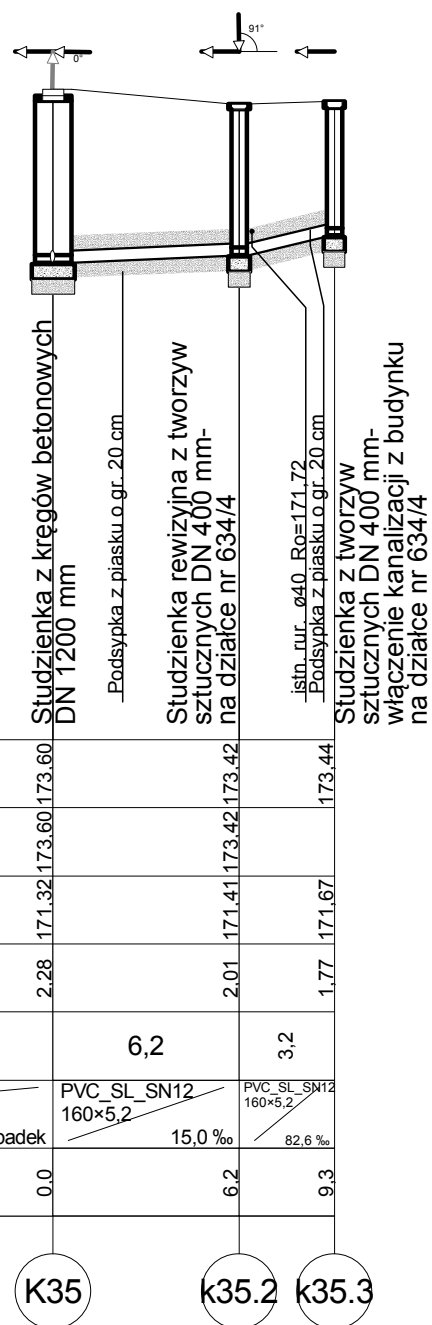 0°
91°
Studzienka z kręgów betonowych
DN 1200 mm
Podsypka z piasku o gr. 20 cm
Studzienka rewizyjna z tworzyw
sztucznych DN 400 mm-
na działce nr 634/4
istn. rur. ø40 Ro=171,72
Podsypka z piasku o gr. 20 cm
Studzienka z tworzyw
sztucznych DN 400 mm-
włączenie kanalizacji z budynku
na działce nr 634/4
173.60 173.42 173,44
173.60 173.42
171.32 171.41 171,67
2,28 2,01 1,77
6,2 3,2
PVC_SL_SN12 PVC_SL_SN12
160×5,2 160×5,2
15,0 ‰ 82,6 ‰
0,0 6,2 9,3
K35 k35.2 k35.3